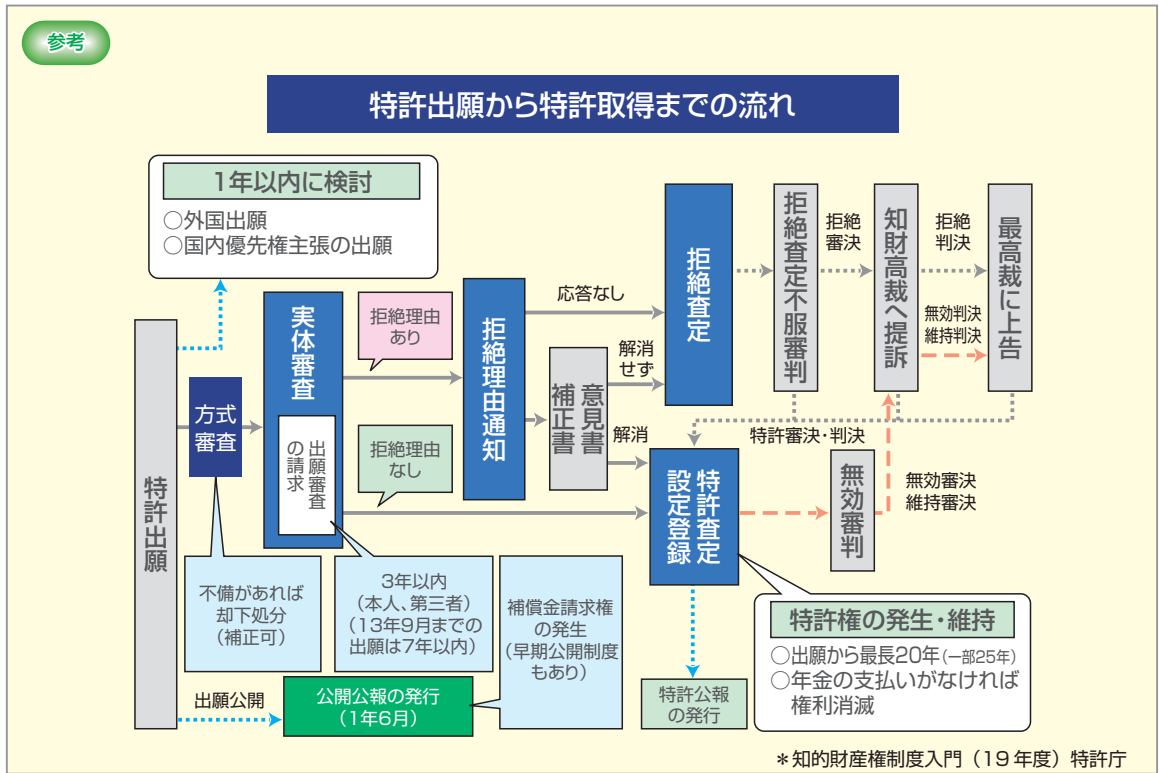 参考
特許出願から特許取得までの流れ
1年以内に検討
○外国出願
○国内優先権主張の出願
特許出願
方式
審査
実体審査
出願審査
の請求
拒絶理由
あり
拒絶理由
なし
拒絶理由通知
応答なし
意見書
補正書
解消
せず
解消
拒絶査定
拒絶査定不服審判
拒絶
審決
知財高裁へ提訴
拒絶
判決
無効判決
維持判決
最高裁に上告
特許審決・判決
特許査定
設定登録
無効審判
無効審決
維持審決
不備があれば
却下処分
(補正可)
3年以内
(本人、第三者)
(13年9月までの
出願は7年以内)
補償金請求権
の発生
(早期公開制度
もあり)
出願公開
公開公報の発行
(1年6月)
特許公報
の発行
特許権の発生・維持
○出願から最長20年(一部25年)
○年金の支払いがなければ
権利消滅
*知的財産権制度入門(19年度)特許庁